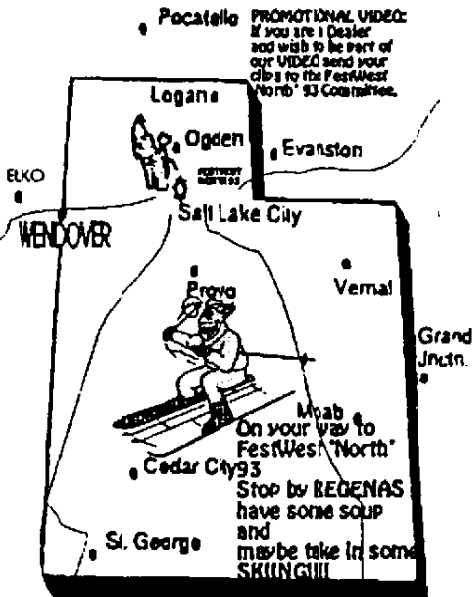 Pocatello
PROMOTIONAL VIDEO:
If you are a Dealer
and wish to be part of
our VIDEO send your
clips to the FestWest
"North" 93 Committee.
Logan
Ogden
Evanston
ELKO
Salt Lake City
WENDOVER
Provo
Vernal
Grand
Jnctn.
Moab
On your way to
FestWest "North"
93
Cedar City
Stop by REGENAS
have some soup
and
maybe take in some
SKIING!!!
St. George